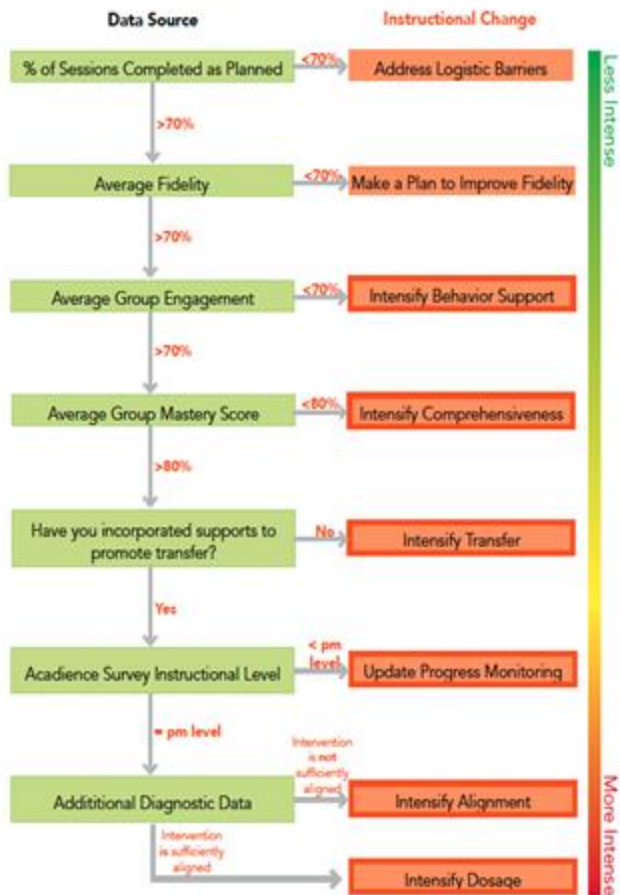 Data Source
Instructional Change
% of Sessions Completed as Planned
<70%
Address Logistic Barriers
Less Intense
>70%
Average Fidelity
<70%
Make a Plan to Improve Fidelity
>70%
Average Group Engagement
<70%
Intensify Behavior Support
>70%
Average Group Mastery Score
<80%
Intensify Comprehensiveness
>80%
Have you incorporated supports to
promote transfer?
No
Intensify Transfer
Yes
Acadience Survey Instructional Level
< pm
level
Update Progress Monitoring
= pm level
Intervention
is not
sufficiently
aligned
Addititional Diagnostic Data
Intensify Alignment
More Intense
Intervention
is sufficiently
aligned
Intensify Dosage